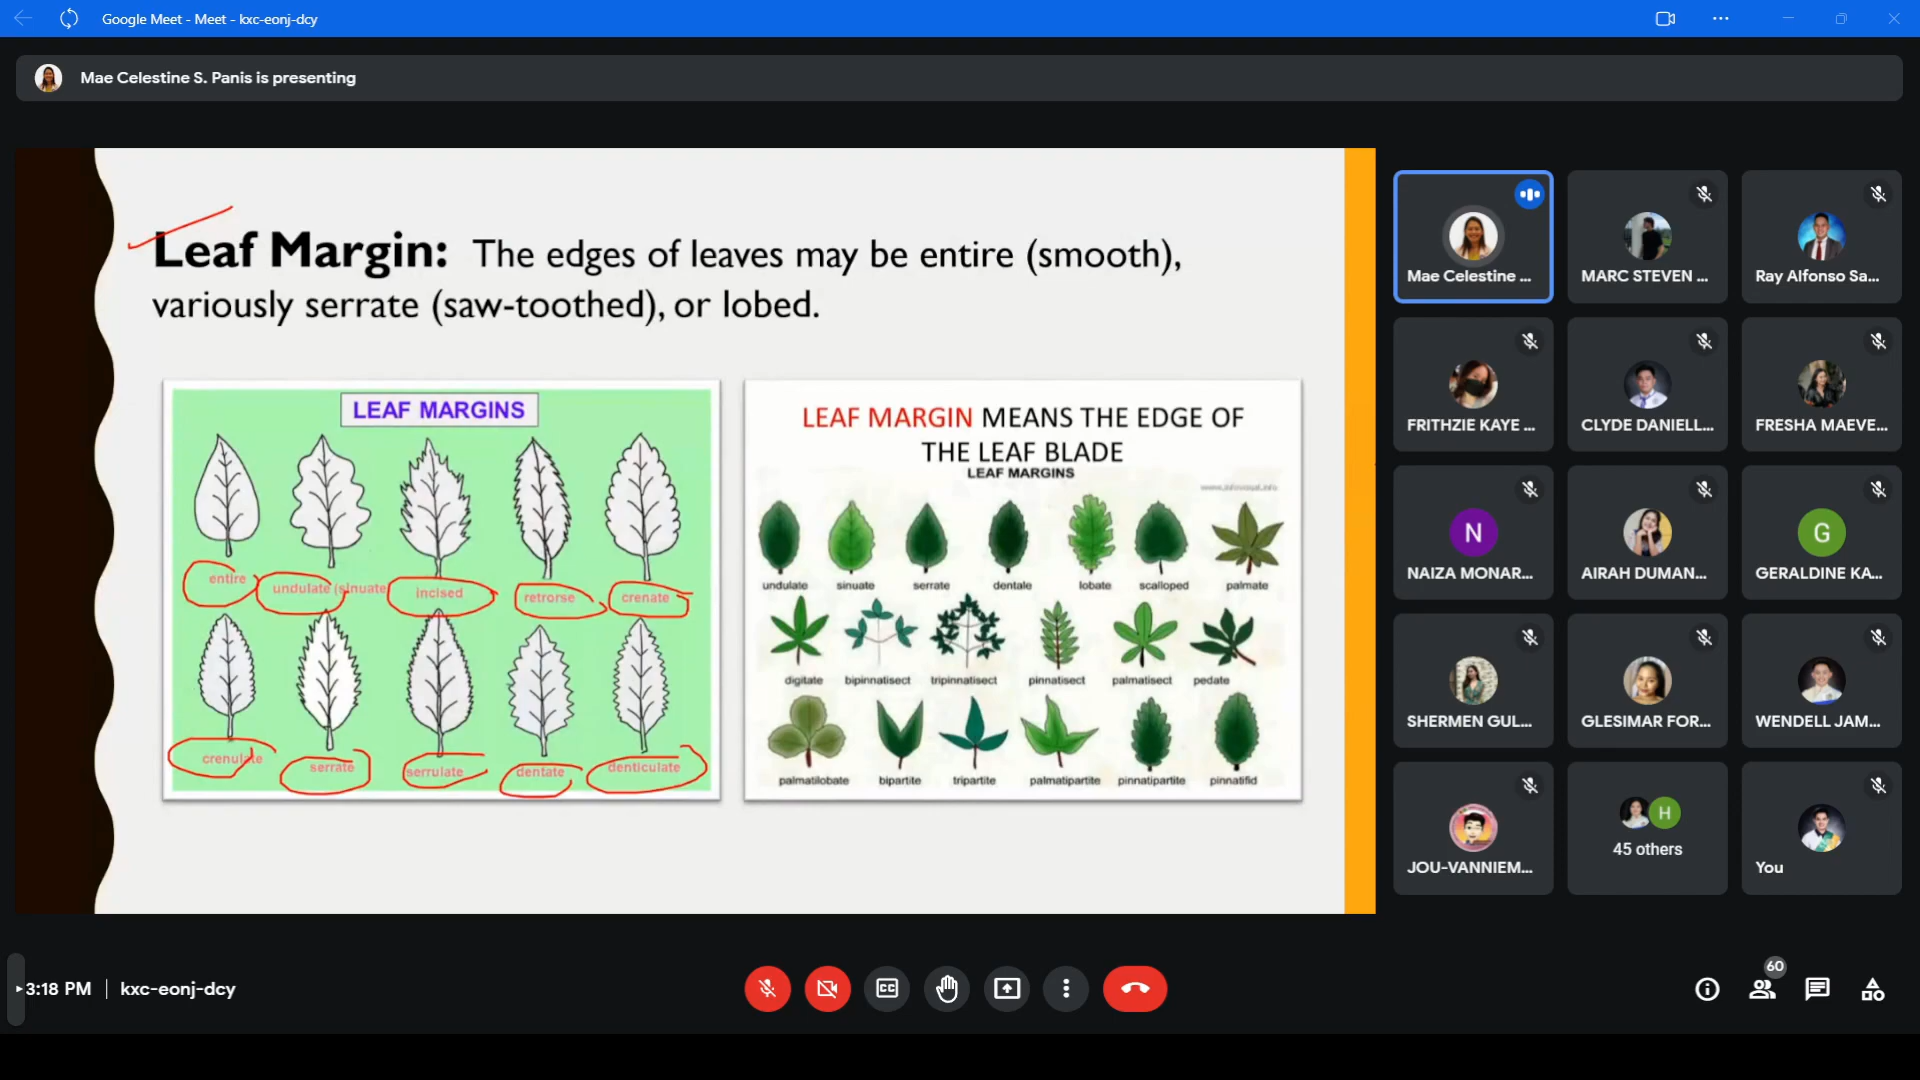 Google Meet - Meet - kxc-eonj-dcy
Mae Celestine S. Panis is presenting
Leaf Margin: The edges of leaves may be entire (smooth),
variously serrate (saw-toothed), or lobed.
LEAF MARGINS
entire undulate (sinuate) incised retrorse crenate
crenulate serrate serrulate dentate denticulate
LEAF MARGIN MEANS THE EDGE OF
THE LEAF BLADE
LEAF MARGINS
www.infovisual.info
undulate sinuate serrate dentale lobate scalloped palmate
digitate bipinnatisect tripinnatisect pinnatisect palmatisect pedate
palmatilobate bipartite tripartite palmatipartite pinnatipartite pinnatifid
Mae Celestine ... MARC STEVEN ... Ray Alfonso Sa...
FRITHZIE KAYE ... CLYDE DANIELL... FRESHA MAEVE...
N G
NAIZA MONAR... AIRAH DUMAN... GERALDINE KA...
SHERMEN GUL... GLESIMAR FOR... WENDELL JAM...
H
JOU-VANNIEM... 45 others You
3:18 PM | kxc-eonj-dcy
CC
60